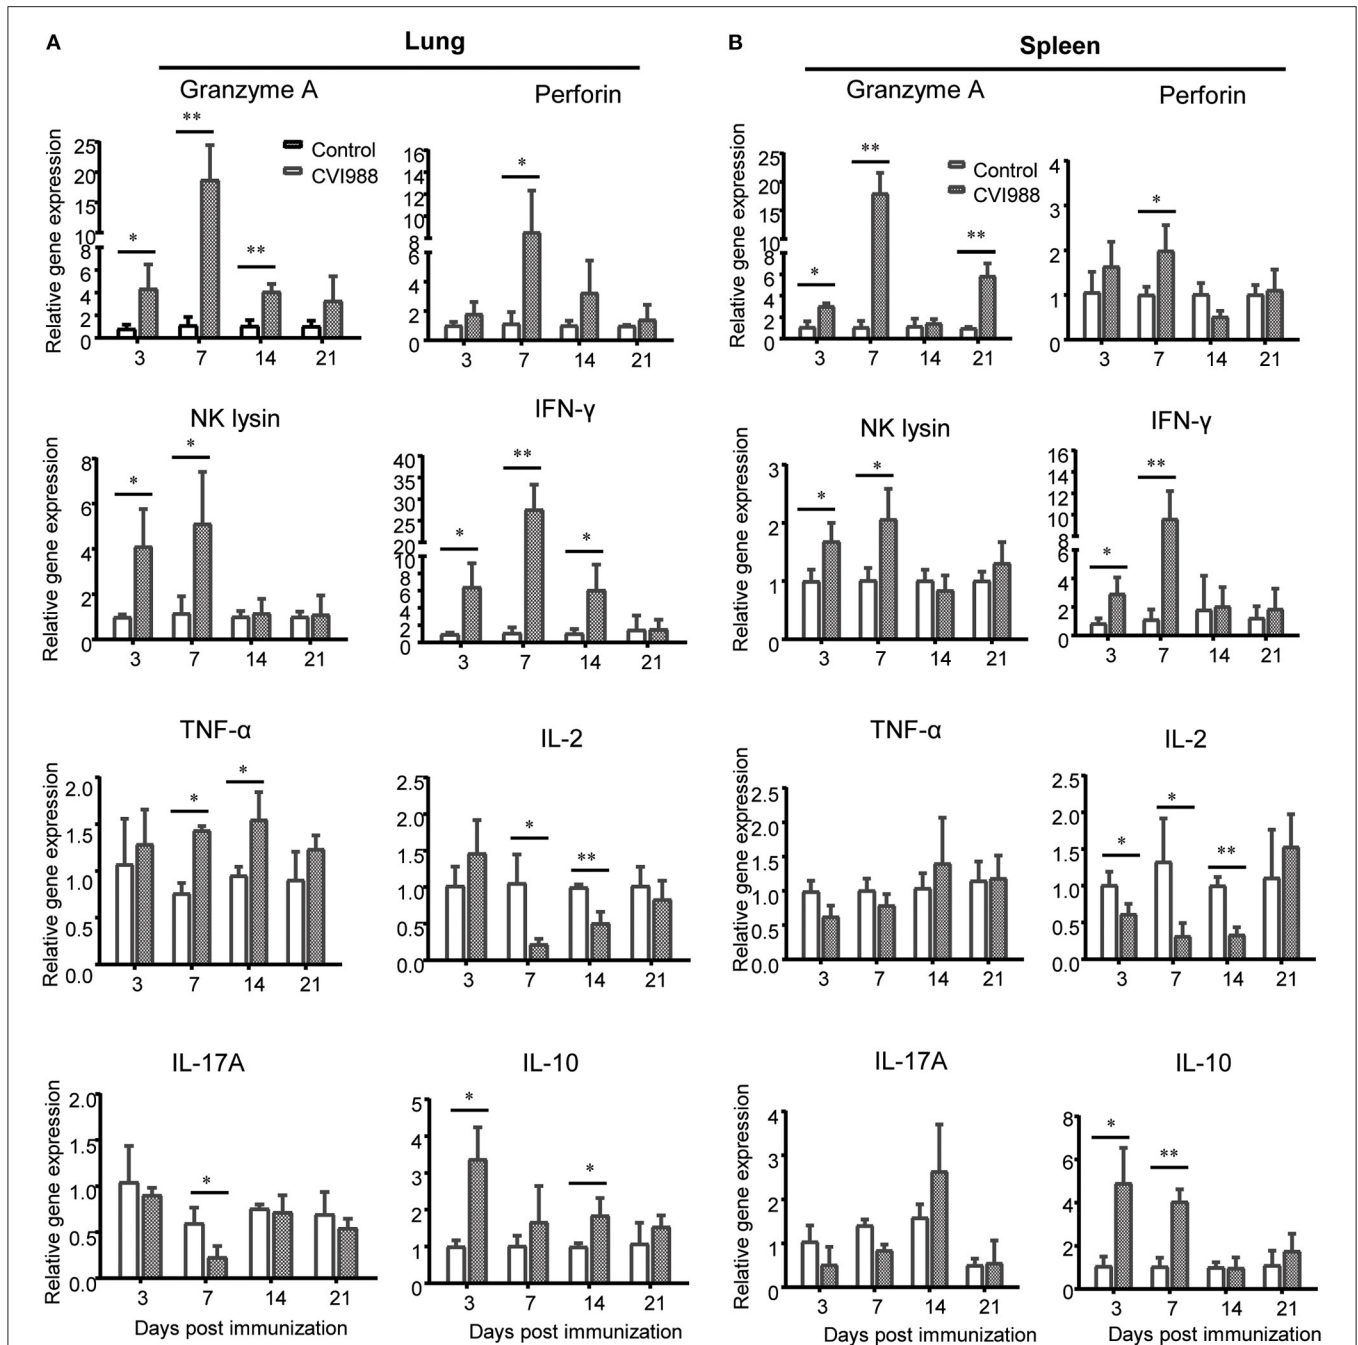 A
Lung
B
Spleen
Granzyme A
Perforin
Granzyme A
Perforin
**
Control
CVI988
Relative gene expression
25
20
15
10
8
6
4
2
0
*
**
3 7 14 21
16
14
12
10
8
6
4
2
0
*
3 7 14 21
Relative gene expression
25
20
15
10
8
6
4
2
0
*
**
**
Control
CVI988
3 7 14 21
4
3
2
1
0
*
3 7 14 21
NK lysin
IFN-γ
NK lysin
IFN-γ
Relative gene expression
8
6
4
2
0
*
*
3 7 14 21
40
35
30
25
20
10
8
6
4
2
0
*
**
*
3 7 14 21
Relative gene expression
3
2
1
0
*
*
3 7 14 21
16
14
12
10
8
6
4
2
0
*
**
3 7 14 21
TNF-α
IL-2
TNF-α
IL-2
Relative gene expression
2.0
1.5
1.0
0.5
0.0
*
*
3 7 14 21
2.5
2.0
1.5
1.0
0.5
0.0
*
**
3 7 14 21
Relative gene expression
2.5
2.0
1.5
1.0
0.5
0.0
3 7 14 21
2.5
2.0
1.5
1.0
0.5
0.0
*
*
**
3 7 14 21
IL-17A
IL-10
IL-17A
IL-10
Relative gene expression
2.0
1.5
1.0
0.5
0.0
*
3 7 14 21
Days post immunization
5
4
3
2
1
0
*
*
3 7 14 21
Days post immunization
Relative gene expression
4
3
2
1
0
3 7 14 21
Days post immunization
8
6
4
2
0
*
**
3 7 14 21
Days post immunization